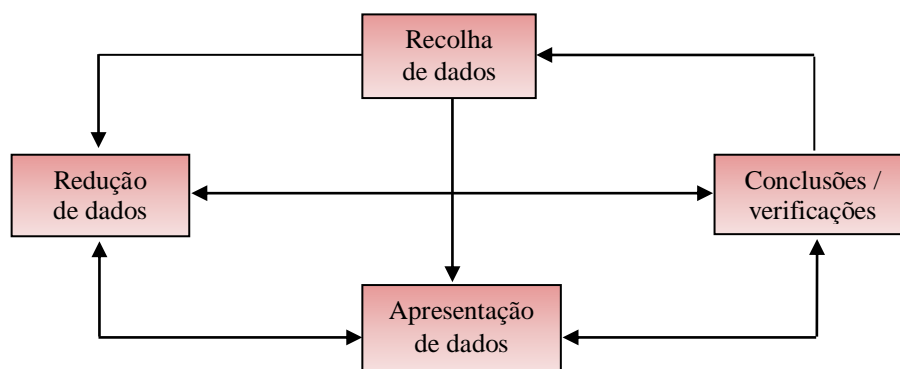 Recolha
de dados
Redução
de dados
Conclusões /
verificações
Apresentação
de dados